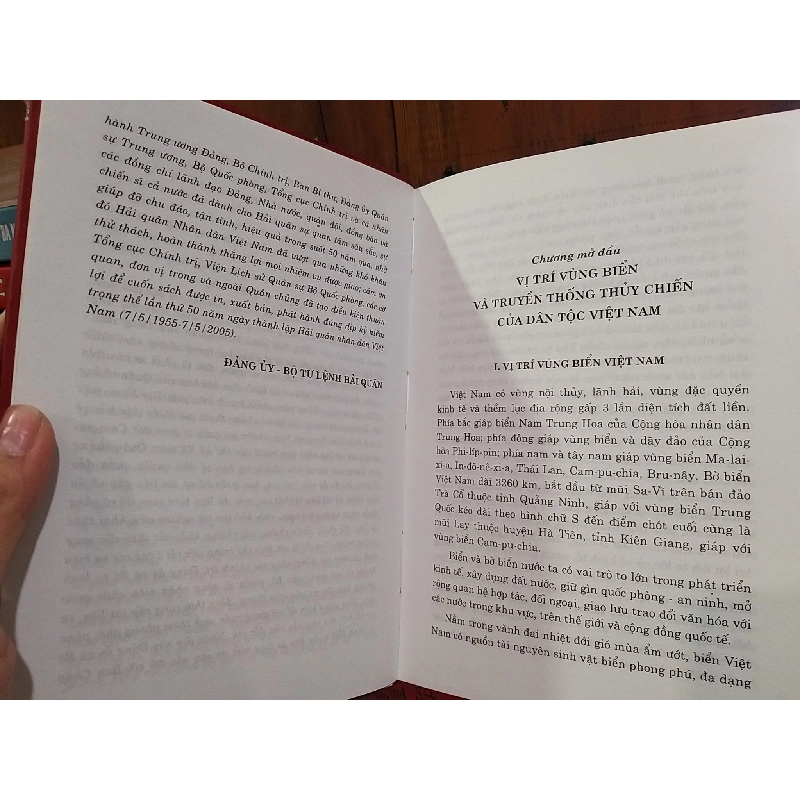 hành Trung ương Đảng, Bộ Chính trị, Ban Bí thư, Đảng ủy Quân
sự Trung ương, Bộ Quốc phòng, Tổng cục Chính trị và cả nhân
các đồng chí lãnh đạo Đảng, Nhà nước, quân đội, đồng bào và
chiến sĩ cả nước đã dành cho Hải quân sự quan tâm sâu sắc, sự
giúp đỡ chu đáo, tận tình, hiệu quả trong suốt 50 năm qua, nhờ
đó Hải quân Nhân dân Việt Nam đã vượt qua những khó khăn
thử thách, hoàn thành thắng lợi mọi nhiệm vụ được giao; cảm ơn
Tổng cục Chính trị, Viện Lịch sử Quân sự Bộ Quốc phòng, các cơ
quan, đơn vị trong và ngoài Quân chủng đã tạo điều kiện thuận
lợi để cuốn sách được in, xuất bản, phát hành đúng dịp kỷ niệm
trọng thể lần thứ 50 năm ngày thành lập Hải quân nhân dân Việt
Nam (7/5/1955-7/5/2005).
ĐẢNG ỦY - BỘ TƯ LỆNH HẢI QUÂN
Chương mở đầu
VỊ TRÍ VÙNG BIỂN
VÀ TRUYỀN THỐNG THỦY CHIẾN
CỦA DÂN TỘC VIỆT NAM
I. VỊ TRÍ VÙNG BIỂN VIỆT NAM
Việt Nam có vùng nội thủy, lãnh hải, vùng đặc quyền
kinh tế và thềm lục địa rộng gấp 3 lần diện tích đất liền.
Phía bắc giáp biển Nam Trung Hoa của Cộng hòa nhân dân
Trung Hoa; phía đông giáp vùng biển và dãy đảo của Cộng
hòa Phi-líp-pin; phía nam và tây nam giáp vùng biển Ma-lai-
xi-a, In-đô-nê-xi-a, Thái Lan, Cam-pu-chia, Bru-nây. Bờ biển
Việt Nam dài 3260 km, bắt đầu từ mũi Sa-Vĩ trên bán đảo
Trà Cổ thuộc tỉnh Quảng Ninh, giáp với vùng biển Trung
Quốc kéo dài theo hình chữ S đến điểm chót cuối cùng là
mũi Lay thuộc huyện Hà Tiên, tỉnh Kiên Giang, giáp với
vùng biển Cam-pu-chia.
Biển và bờ biển nước ta có vai trò to lớn trong phát triển
kinh tế, xây dựng đất nước, giữ gìn quốc phòng - an ninh, mở
rộng quan hệ hợp tác, đối ngoại, giao lưu trao đổi văn hóa với
các nước trong khu vực, trên thế giới và cộng đồng quốc tế.
Nằm trong vành đai nhiệt đới gió mùa ẩm ướt, biển Việt
Nam có nguồn tài nguyên sinh vật biển phong phú, đa dạng